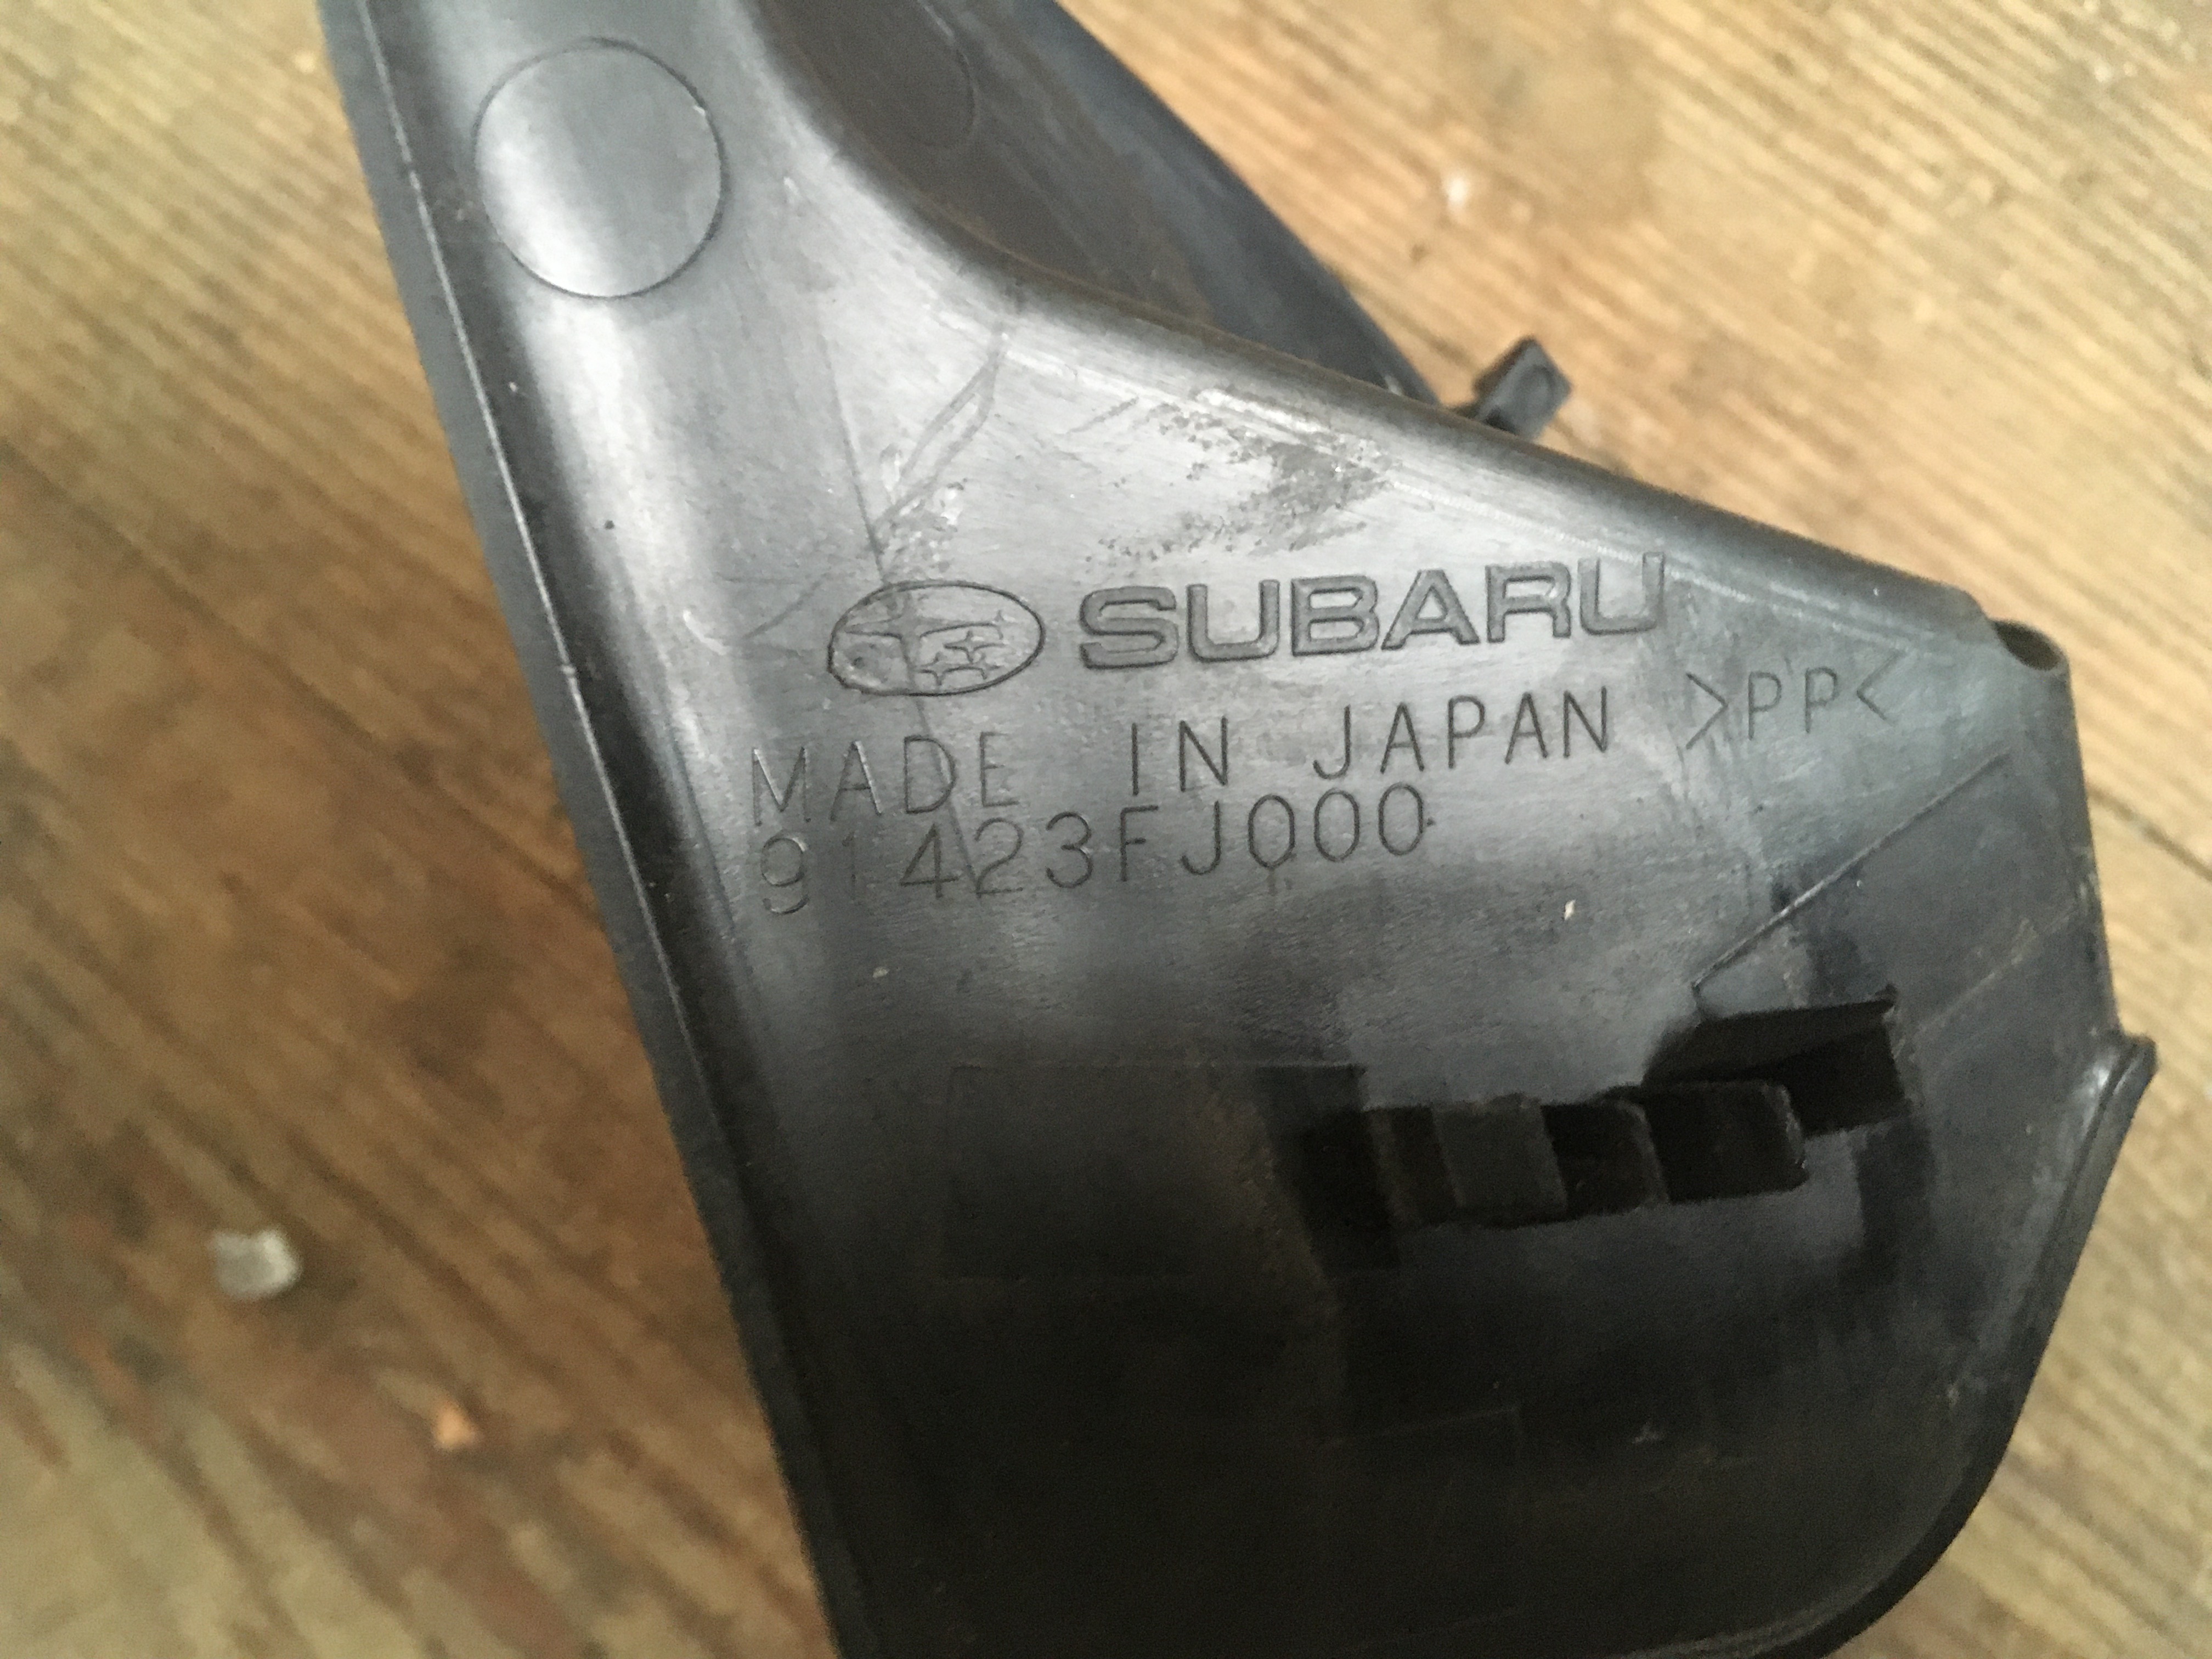 SUBARU
MADE IN JAPAN >PP<
91423FJ000